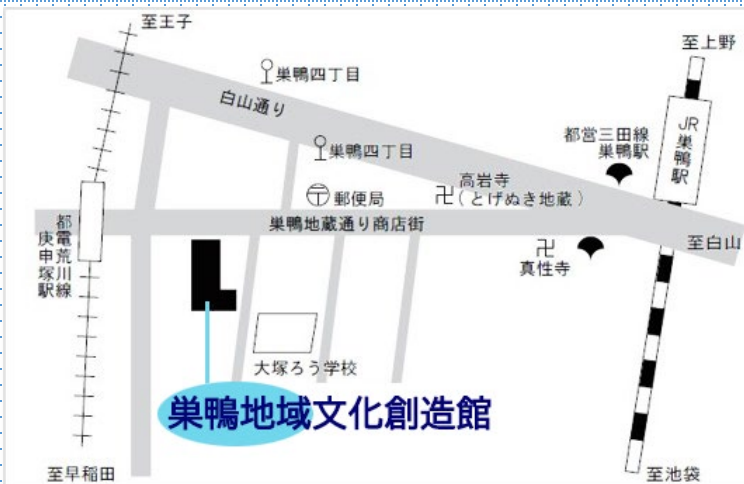 至王子
至上野
巣鴨四丁目
白山通り
JR巣鴨駅
都営三田線
巣鴨駅
巣鴨四丁目
高岩寺
(とげぬき地蔵)
郵便局
巣鴨地蔵通り商店街
都電荒川線
庚申塚駅
至白山
真性寺
大塚ろう学校
巣鴨地域文化創造館
至早稲田
至池袋